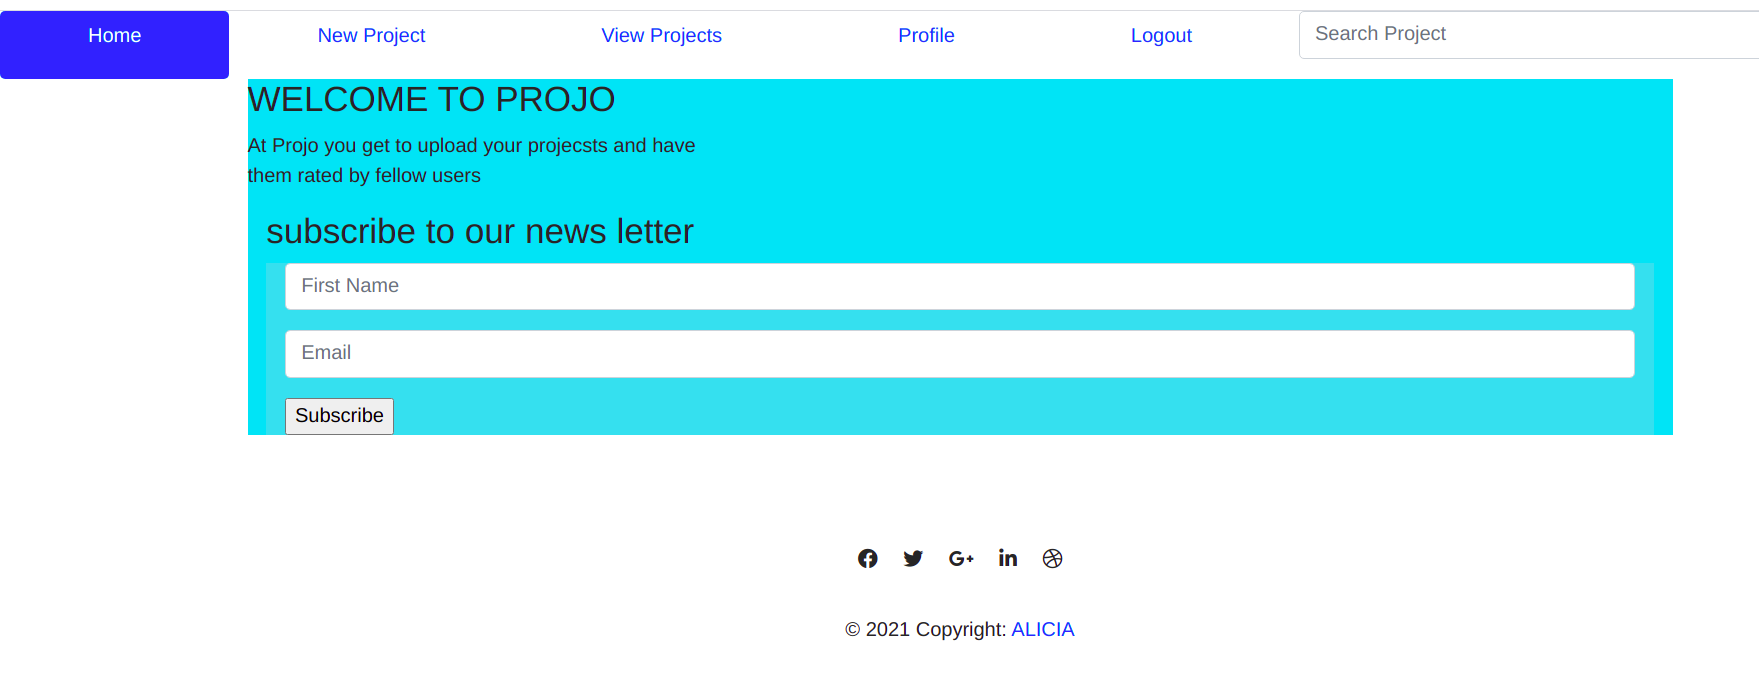 Home New Project View Projects Profile Logout Search Project
WELCOME TO PROJO
At Projo you get to upload your projecsts and have
them rated by fellow users
subscribe to our news letter
First Name
Email
Subscribe
© 2021 Copyright: ALICIA